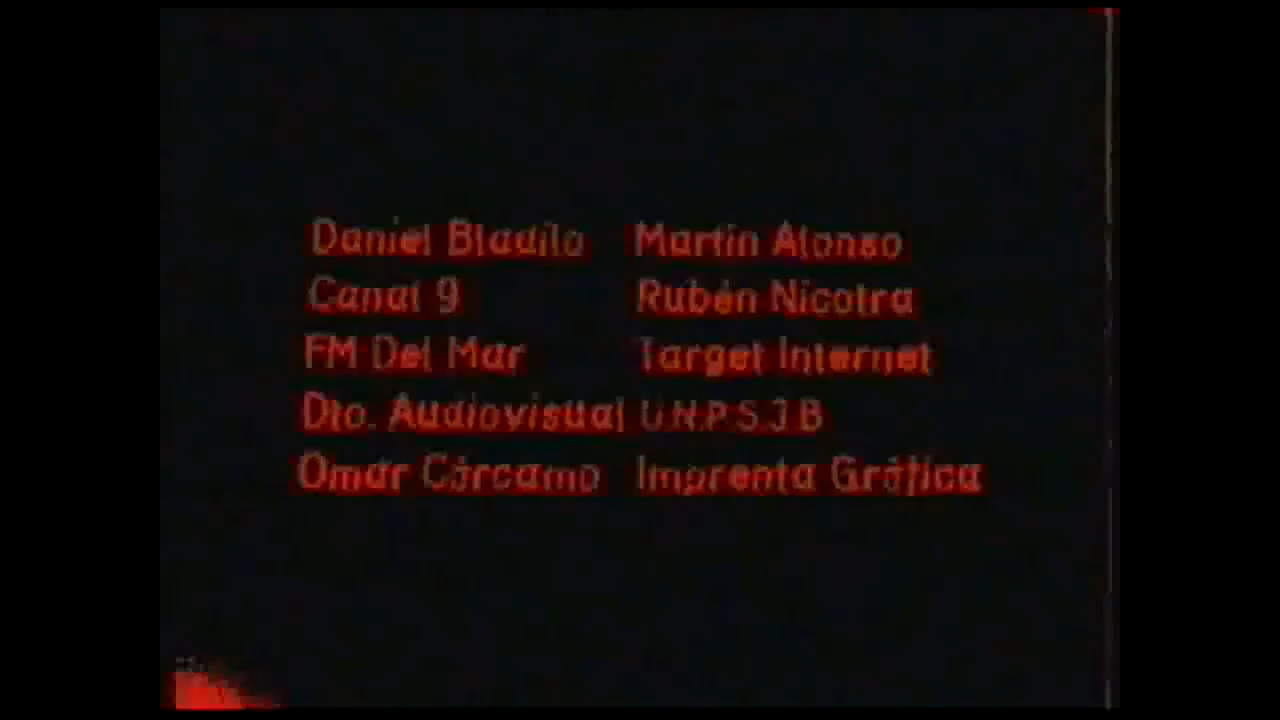 Daniel Bladilo Martín Alonso
Canal 9 Rubén Nicotra
FM Del Mar Target Internet
Dto. Audiovisual U.N.P.S.J.B
Omar Cárcamo Imprenta Gráfica